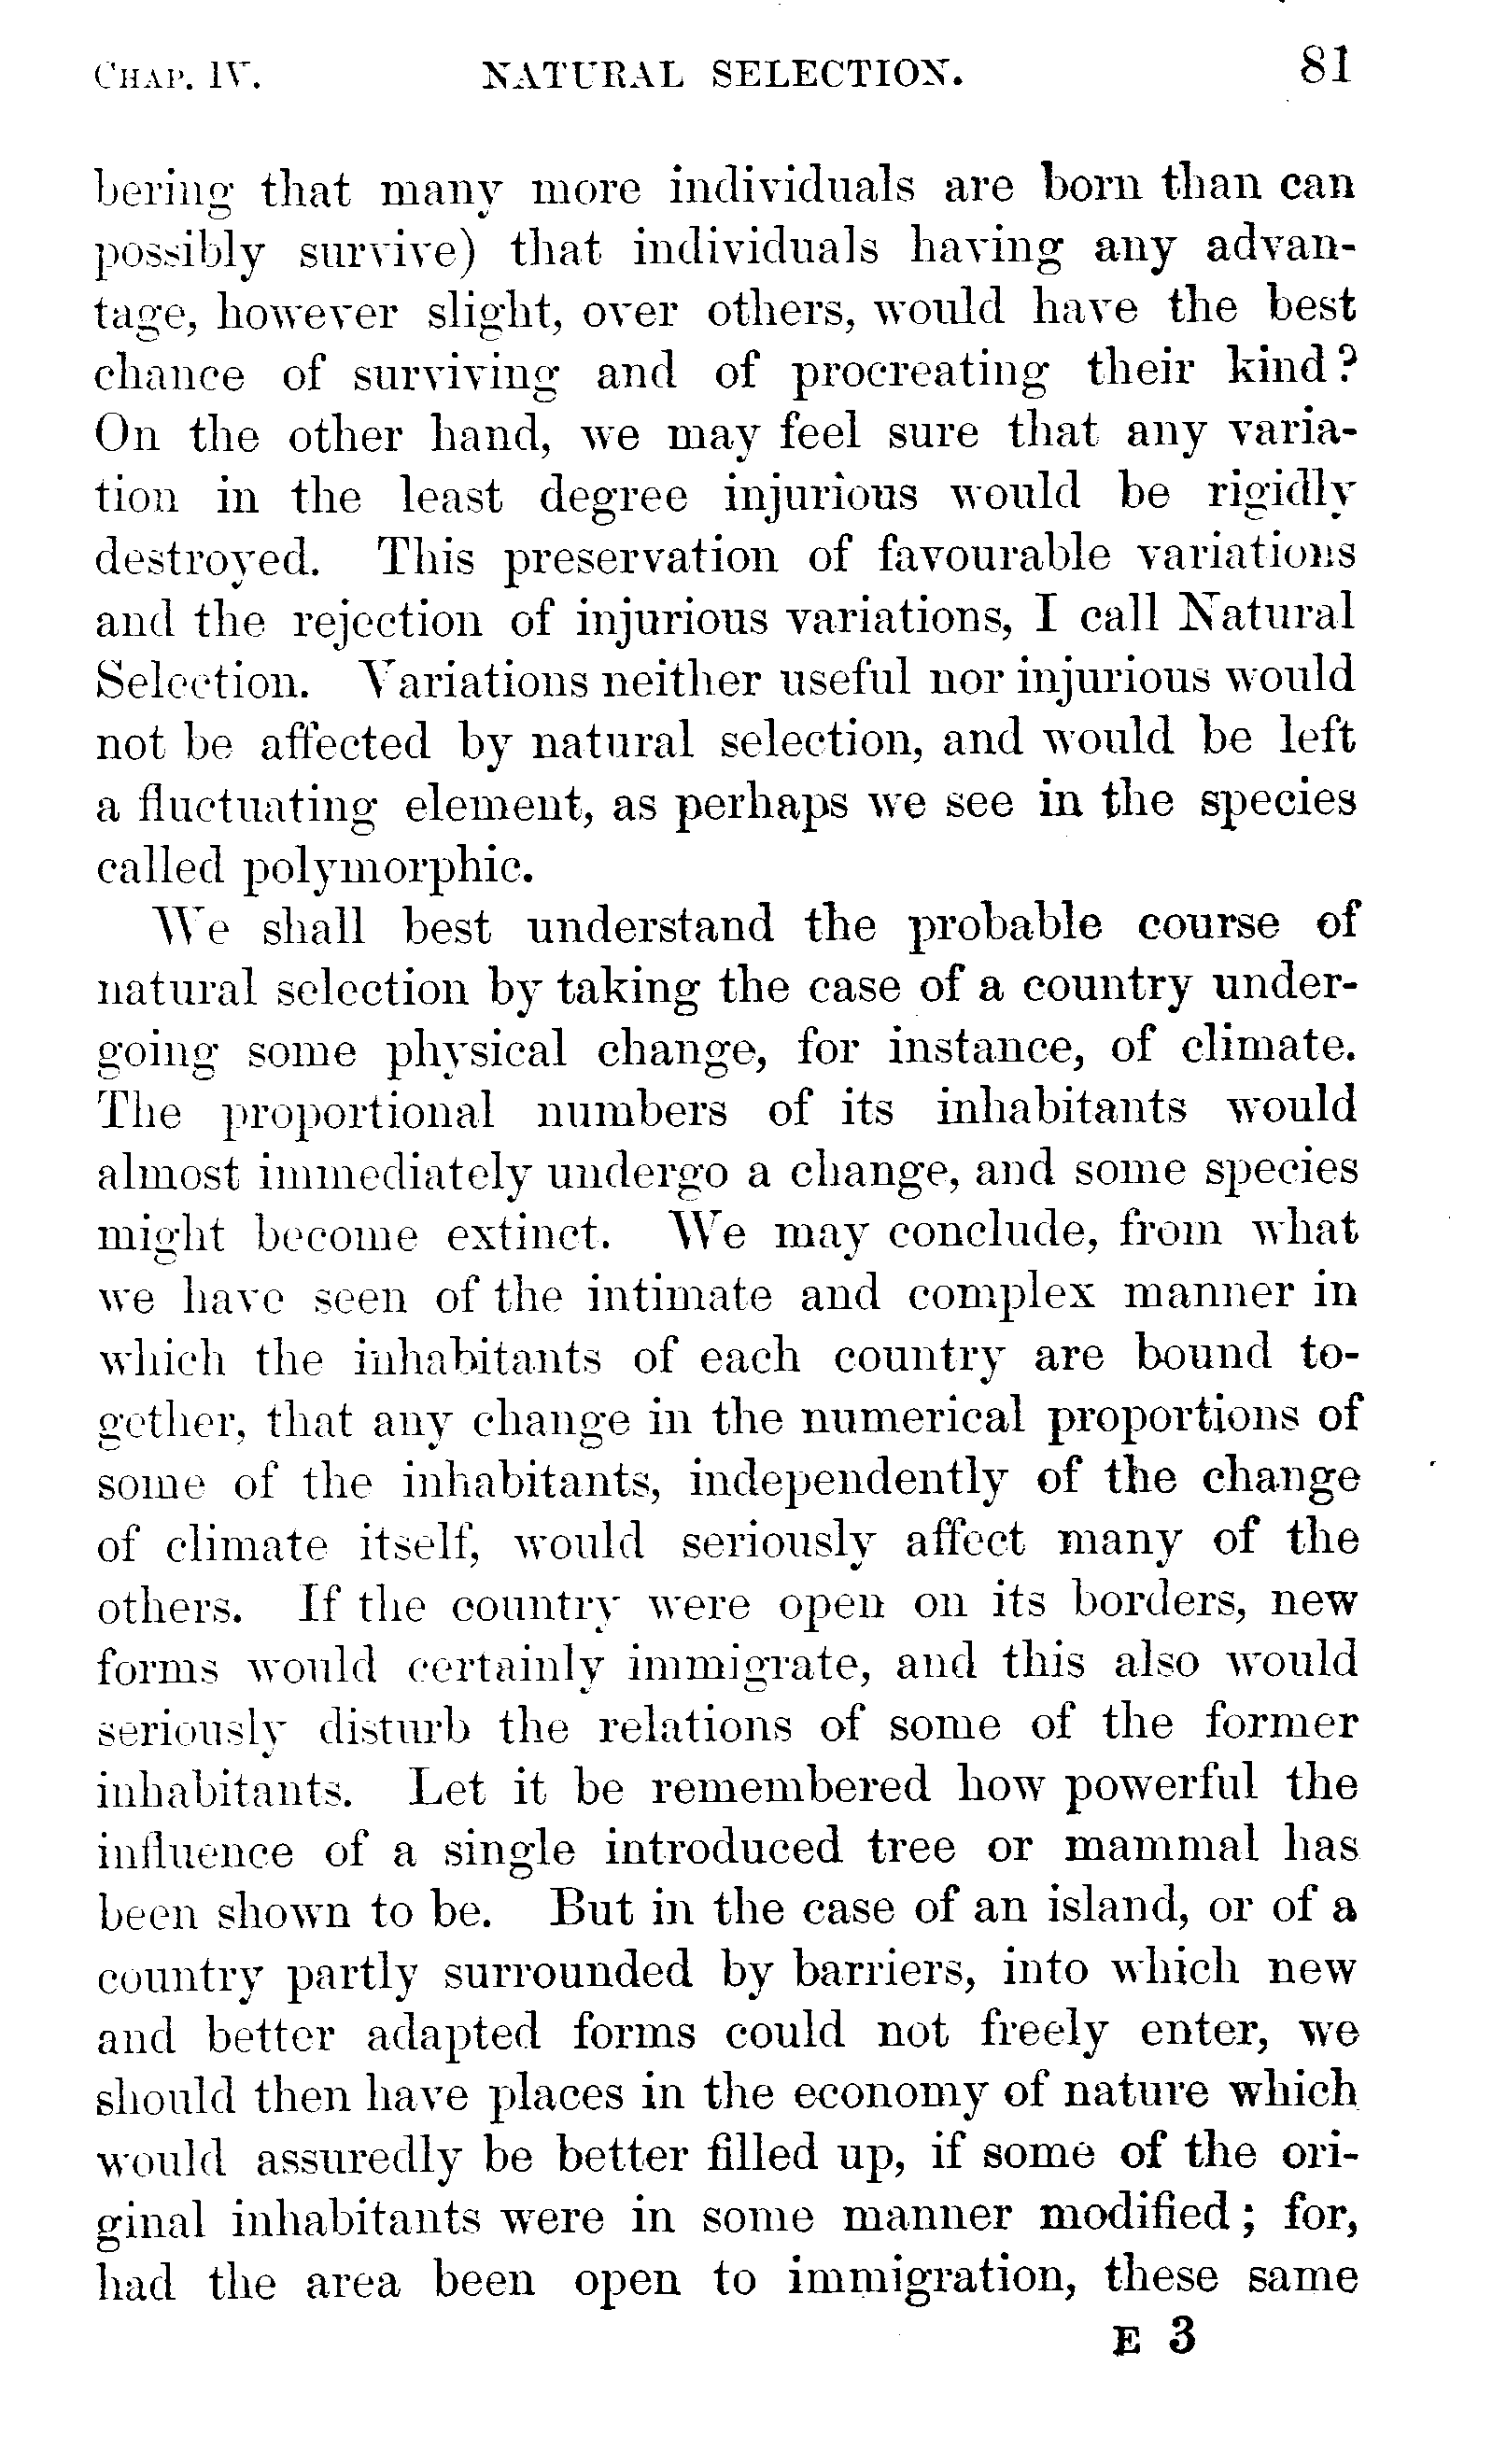 CHAP. IV. NATURAL SELECTION. 81
bering that many more individuals are born than can
possibly survive) that individuals having any advan-
tage, however slight, over others, would have the best
chance of surviving and of procreating their kind?
On the other hand, we may feel sure that any varia-
tion in the least degree injurious would be rigidly
destroyed. This preservation of favourable variations
and the rejection of injurious variations, I call Natural
Selection. Variations neither useful nor injurious would
not be affected by natural selection, and would be left
a fluctuating element, as perhaps we see in the species
called polymorphic.
We shall best understand the probable course of
natural selection by taking the case of a country under-
going some physical change, for instance, of climate.
The proportional numbers of its inhabitants would
almost immediately undergo a change, and some species
might become extinct. We may conclude, from what
we have seen of the intimate and complex manner in
which the inhabitants of each country are bound to-
gether, that any change in the numerical proportions of
some of the inhabitants, independently of the change
of climate itself, would seriously affect many of the
others. If the country were open on its borders, new
forms would certainly immigrate, and this also would
seriously disturb the relations of some of the former
inhabitants. Let it be remembered how powerful the
influence of a single introduced tree or mammal has
been shown to be. But in the case of an island, or of a
country partly surrounded by barriers, into which new
and better adapted forms could not freely enter, we
should then have places in the economy of nature which
would assuredly be better filled up, if some of the ori-
ginal inhabitants were in some manner modified; for,
had the area been open to immigration, these same
E 3